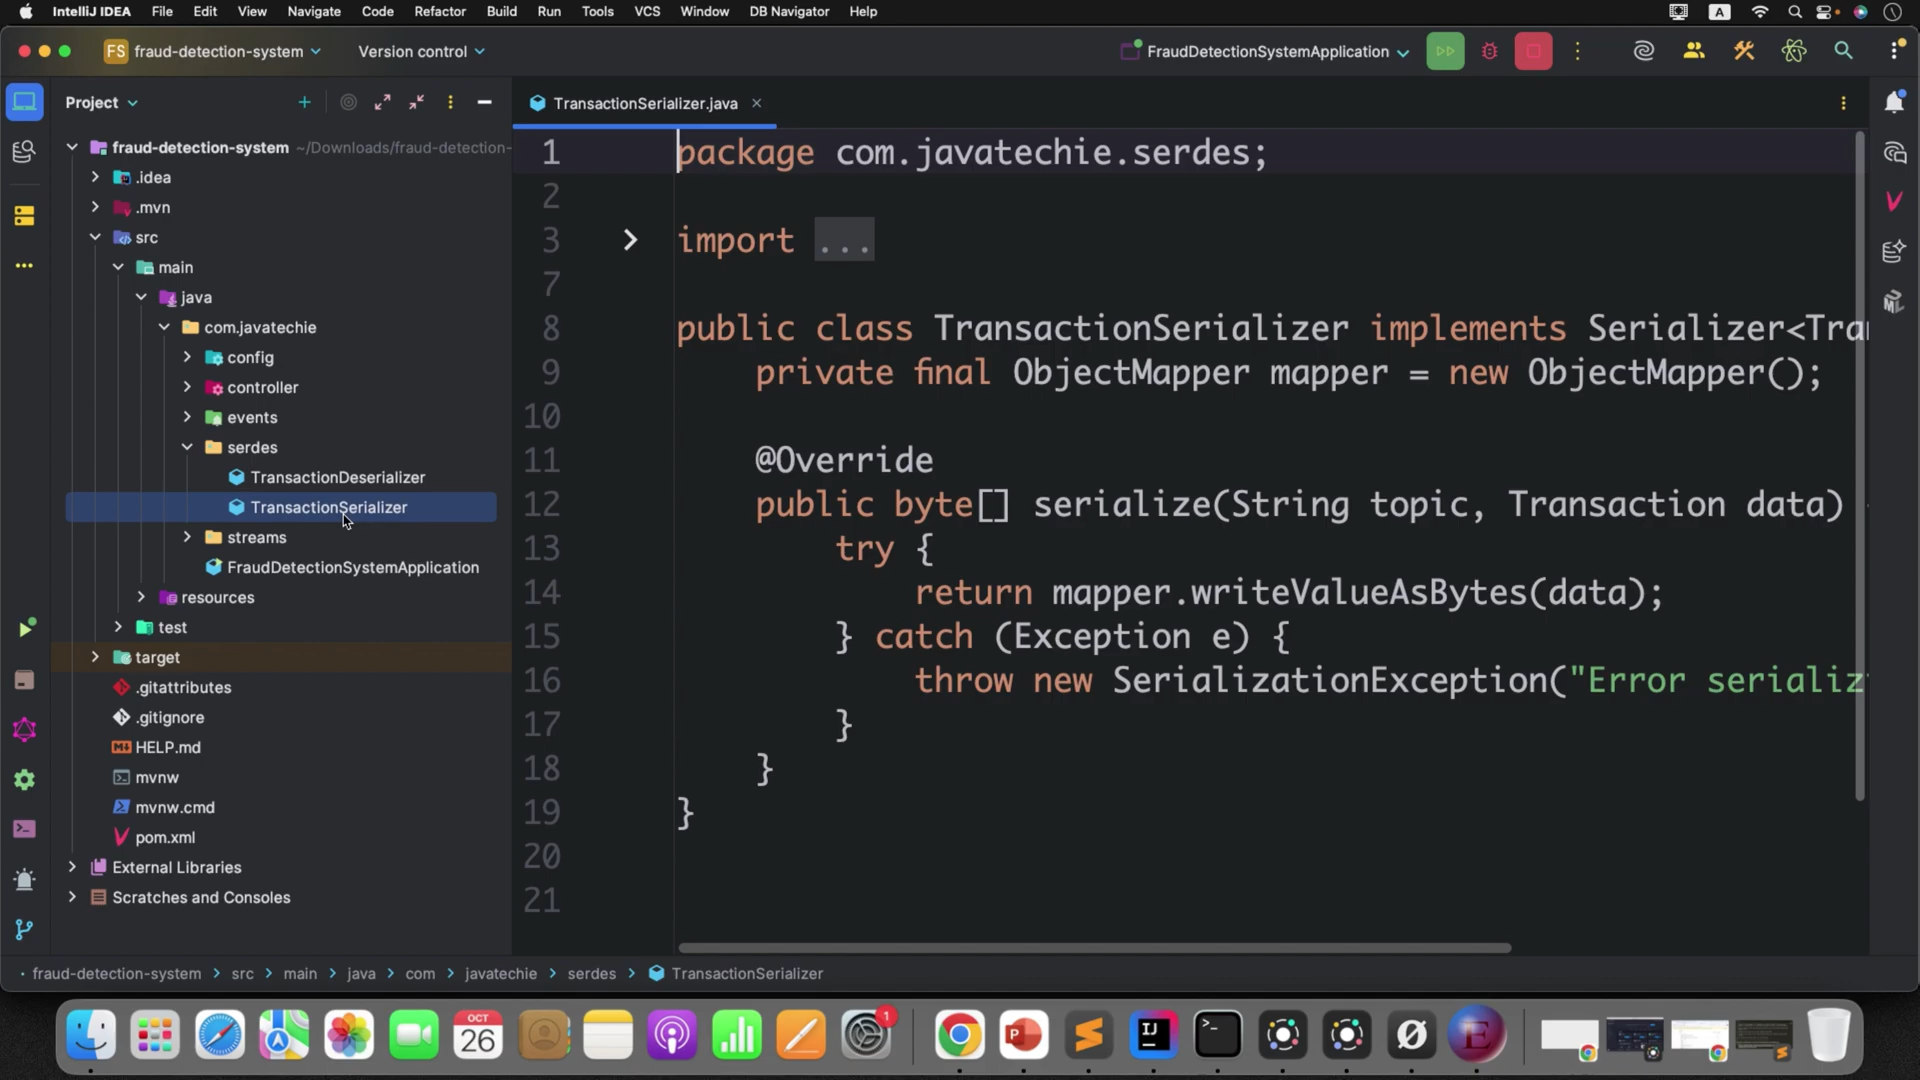 IntelliJ IDEA File Edit View Navigate Code Refactor Build Run Tools VCS Window DB Navigator Help A
FS fraud-detection-system Version control FraudDetectionSystemApplication
Project
TransactionSerializer.java
fraud-detection-system ~/Downloads/fraud-detection-
.idea
.mvn
src
main
java
com.javatechie
config
controller
events
serdes
TransactionDeserializer
TransactionSerializer
streams
FraudDetectionSystemApplication
resources
test
target
.gitattributes
.gitignore
HELP.md
mvnw
mvnw.cmd
pom.xml
External Libraries
Scratches and Consoles
1 package com.javatechie.serdes;
2
3 import ...
7
8 public class TransactionSerializer implements Serializer<Tra
9 private final ObjectMapper mapper = new ObjectMapper();
10
11 @Override
12 public byte[] serialize(String topic, Transaction data)
13 try {
14 return mapper.writeValueAsBytes(data);
15 } catch (Exception e) {
16 throw new SerializationException("Error serializ
17 }
18 }
19 }
20
21
fraud-detection-system > src > main > java > com > javatechie > serdes > TransactionSerializer
OCT
26
1
IJ